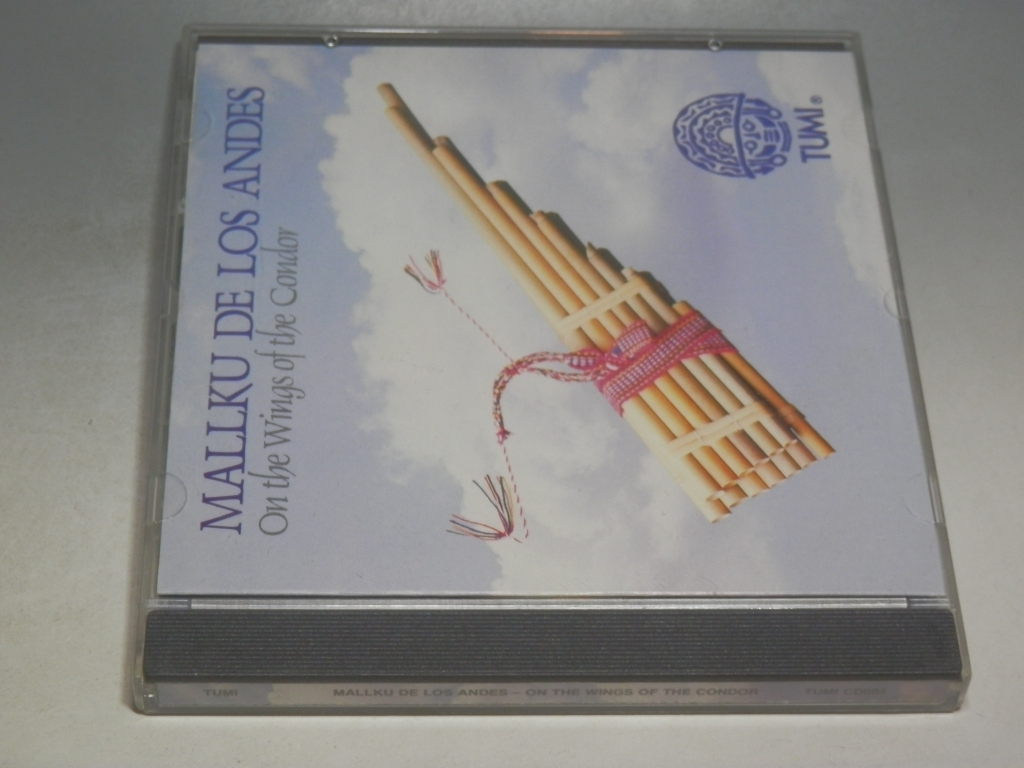 MALLKU DE LOS ANDES
On the Wings of the Condor
TUMI®
TUMI MALLKU DE LOS ANDES – ON THE WINGS OF THE CONDOR TUMI